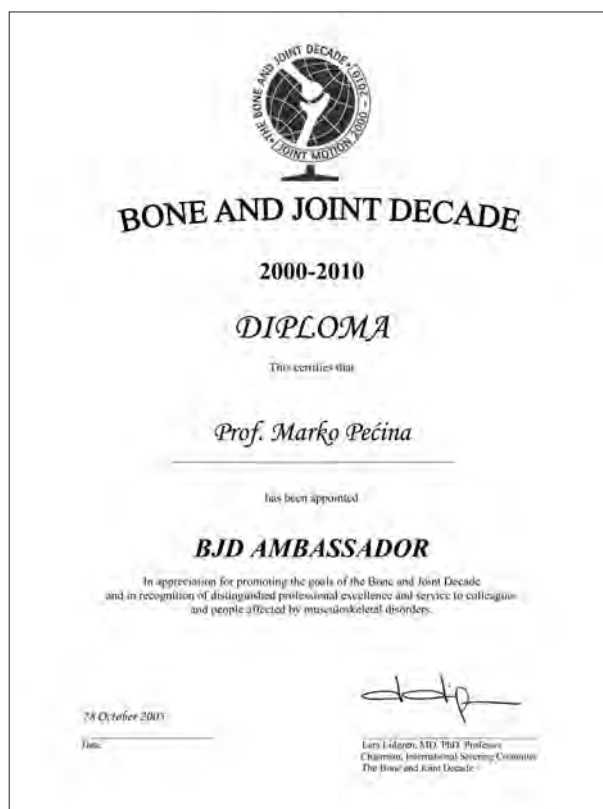 THE BONE AND JOINT DECADE • 2000 – 2010
JOINT MOTION
BONE AND JOINT DECADE
2000-2010
DIPLOMA
This certifies that
Prof. Marko Pećina
has been appointed
BJD AMBASSADOR
In appreciation for promoting the goals of the Bone and Joint Decade
and in recognition of distinguished professional excellence and service to colleagues
and people affected by musculoskeletal disorders.
28 October 2005
Date
Lars Lidgren, MD, PhD, Professor
Chairman, International Steering Committee
The Bone and Joint Decade